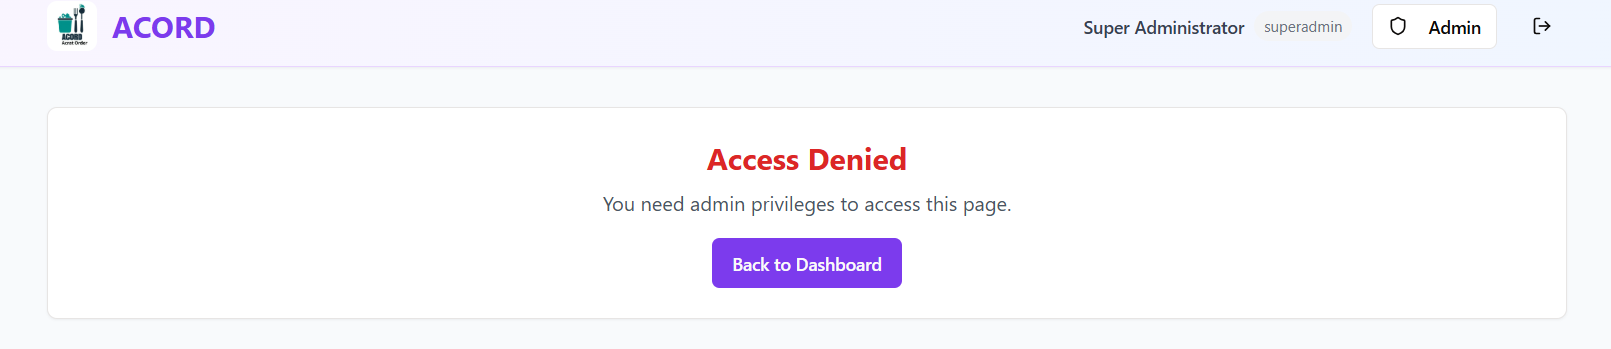 ACORD
Acrot Order
ACORD
Super Administrator
superadmin
Admin
Access Denied
You need admin privileges to access this page.
Back to Dashboard